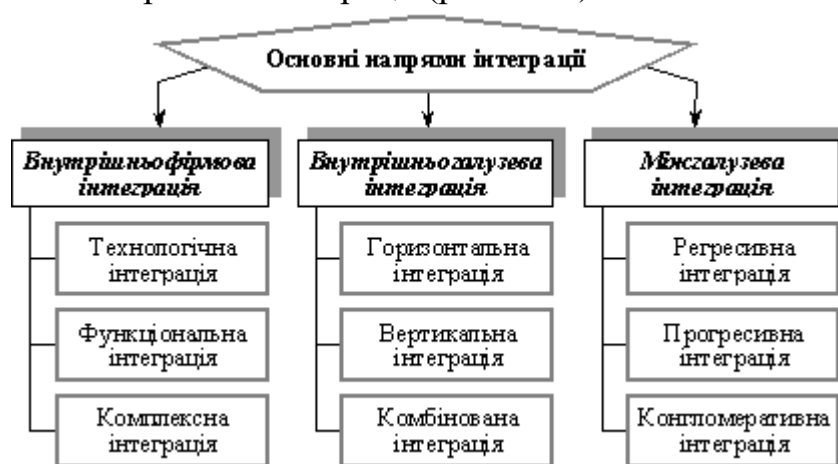 Основні напрями інтеграції
Внутрішньофірмова
інтеграція
Внутрішньогалузева
інтеграція
Міжгалузева
інтеграція
Технологічна
інтеграція
Горизонтальна
інтеграція
Регресивна
інтеграція
Функціональна
інтеграція
Вертикальна
інтеграція
Прогресивна
інтеграція
Комплексна
інтеграція
Комбінована
інтеграція
Конгломеративна
інтеграція